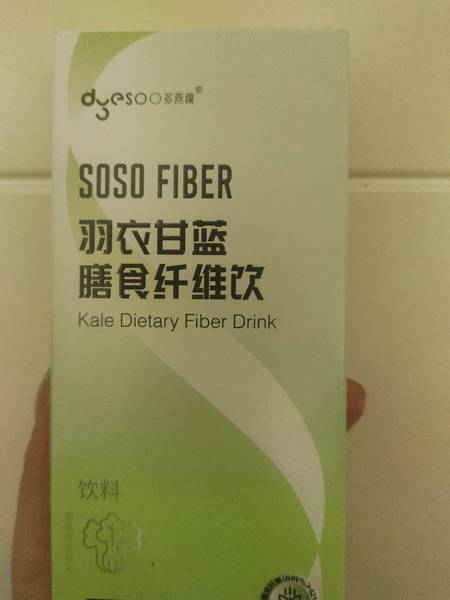 dyesoo多燕瘦®
SOSO FIBER
羽衣甘蓝
膳食纤维饮
Kale Dietary Fiber Drink
饮料